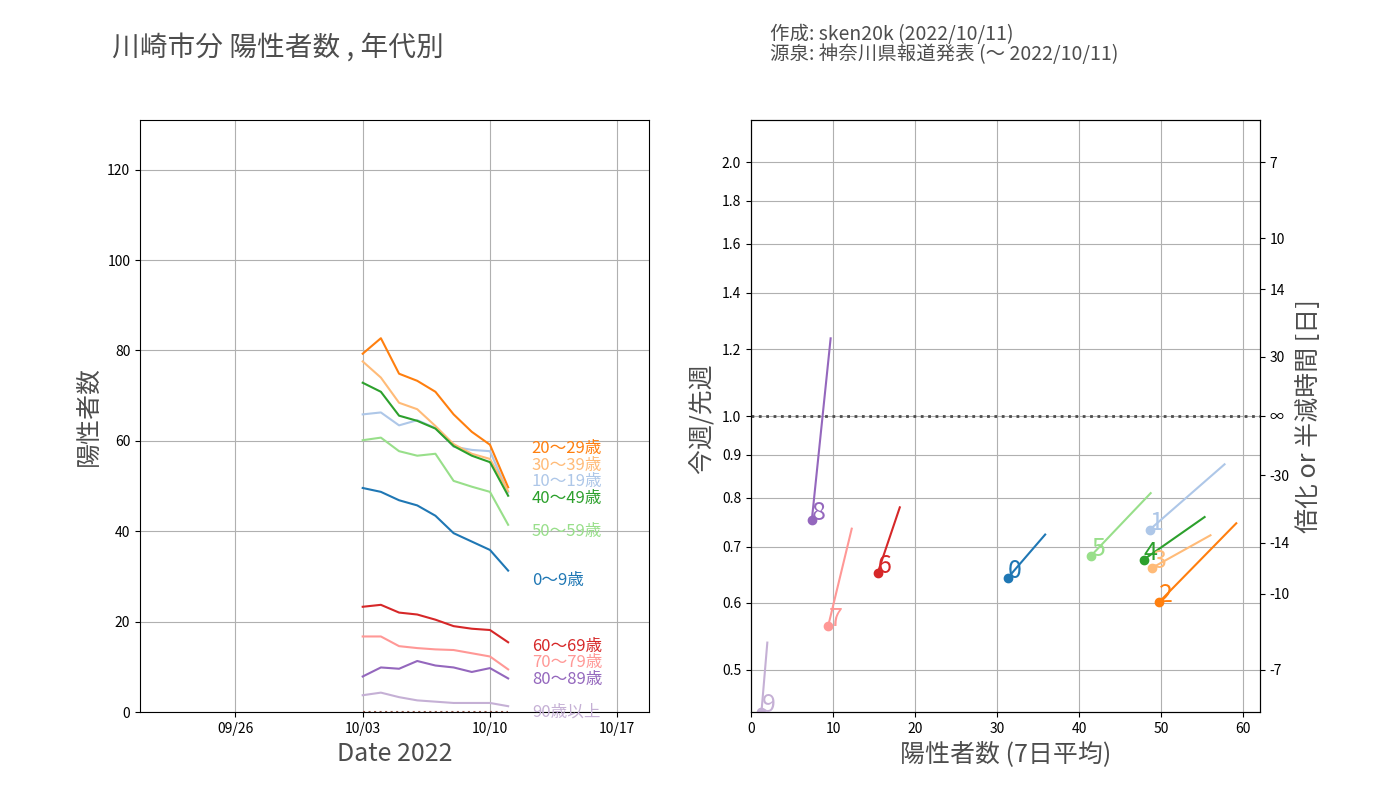 川崎市分 陽性者数 , 年代別
作成: sken20k (2022/10/11)
源泉: 神奈川県報道発表 (〜 2022/10/11)
陽性者数
120
100
80
60
40
20
0
09/26
10/03
10/10
10/17
Date 2022
20〜29歳
30〜39歳
10〜19歳
40〜49歳
50〜59歳
0〜9歳
60〜69歳
70〜79歳
80〜89歳
90歳以上
今週/先週
2.0
1.8
1.6
1.4
1.2
1.0
0.9
0.8
0.7
0.6
0.5
0
10
20
30
40
50
60
陽性者数 (7日平均)
8
7
6
9
0
5
1
4
3
2
7
10
14
30
∞
-30
-14
-10
-7
倍化 or 半減時間 [日]